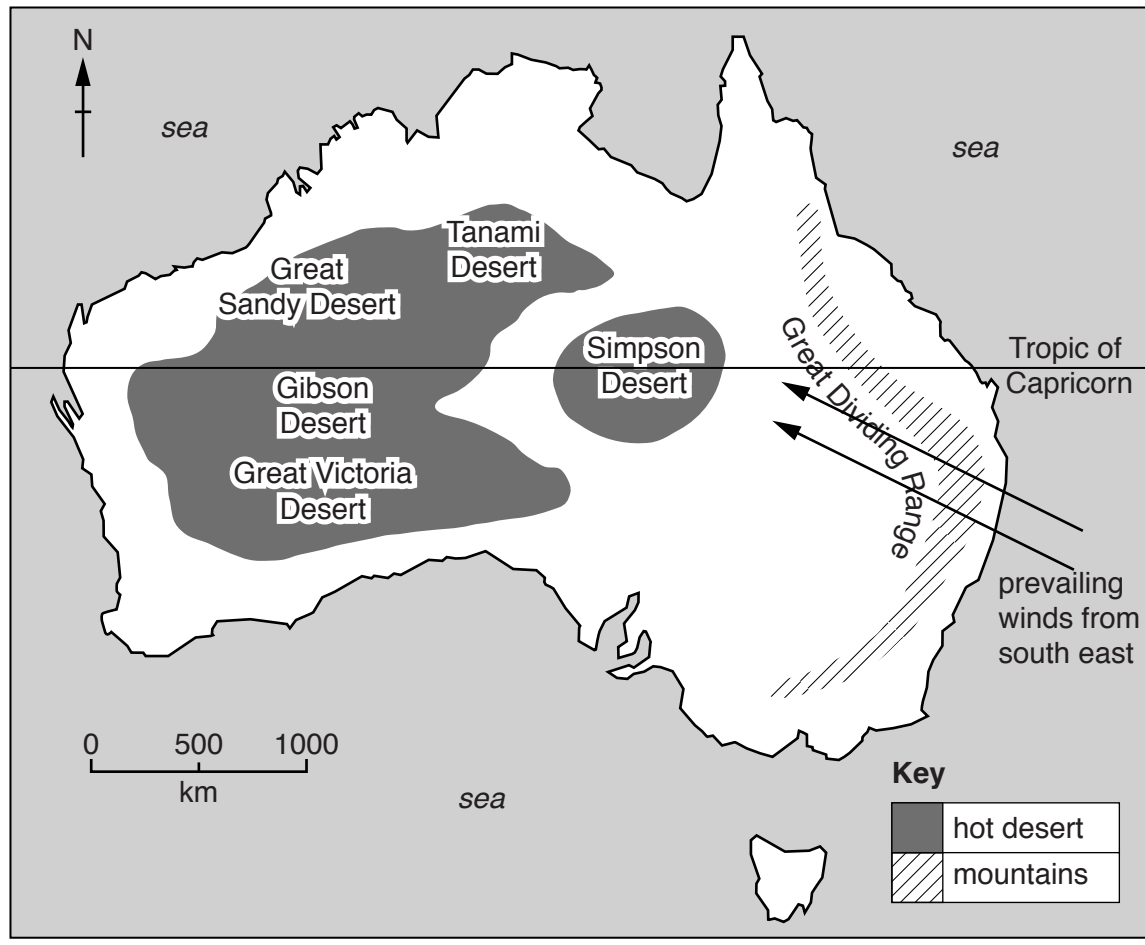 N
sea
sea
Tanami
Desert
Great
Sandy Desert
Simpson
Desert
Tropic of
Capricorn
Gibson
Desert
Great Dividing Range
Great Victoria
Desert
prevailing
winds from
south east
0 500 1000
km
sea
Key
hot desert
mountains